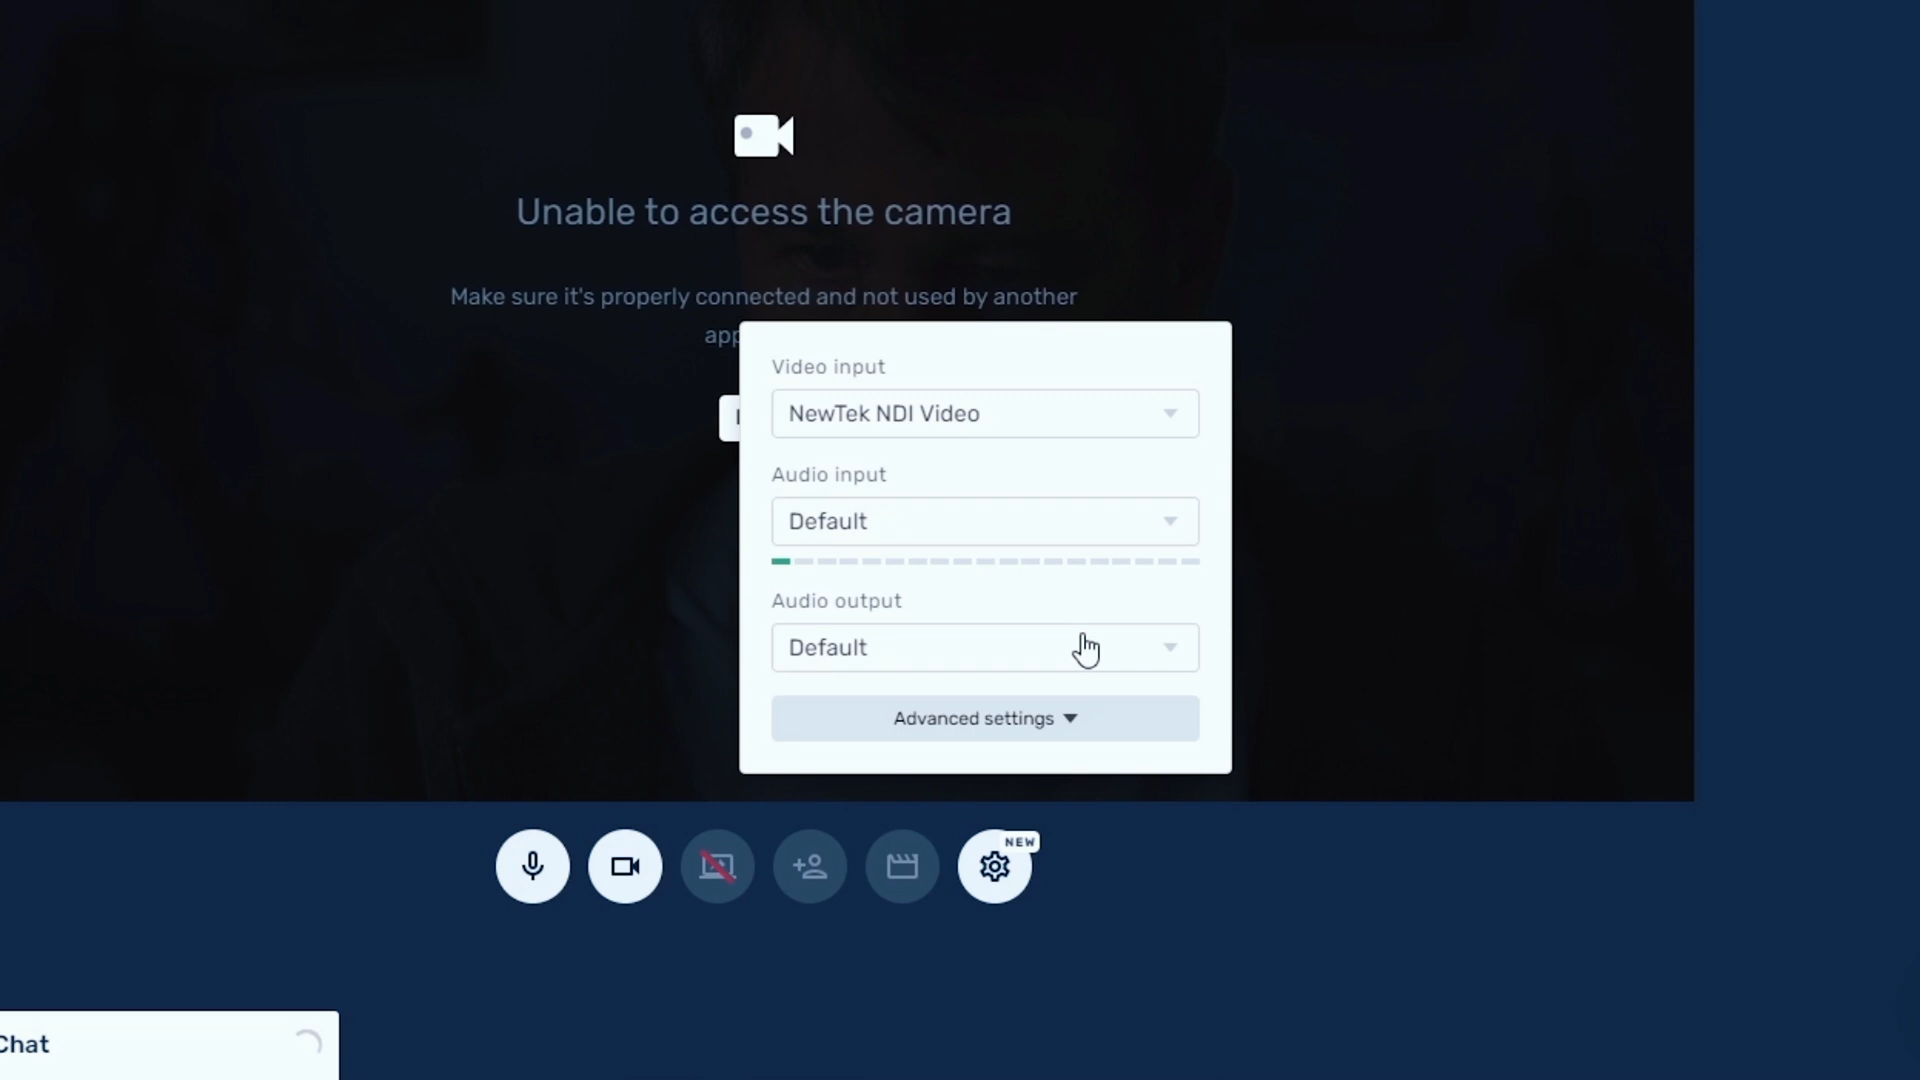 Unable to access the camera
Make sure it's properly connected and not used by another
Video input
NewTek NDI Video
Audio input
Default
Audio output
Default
Advanced settings
NEW
Chat